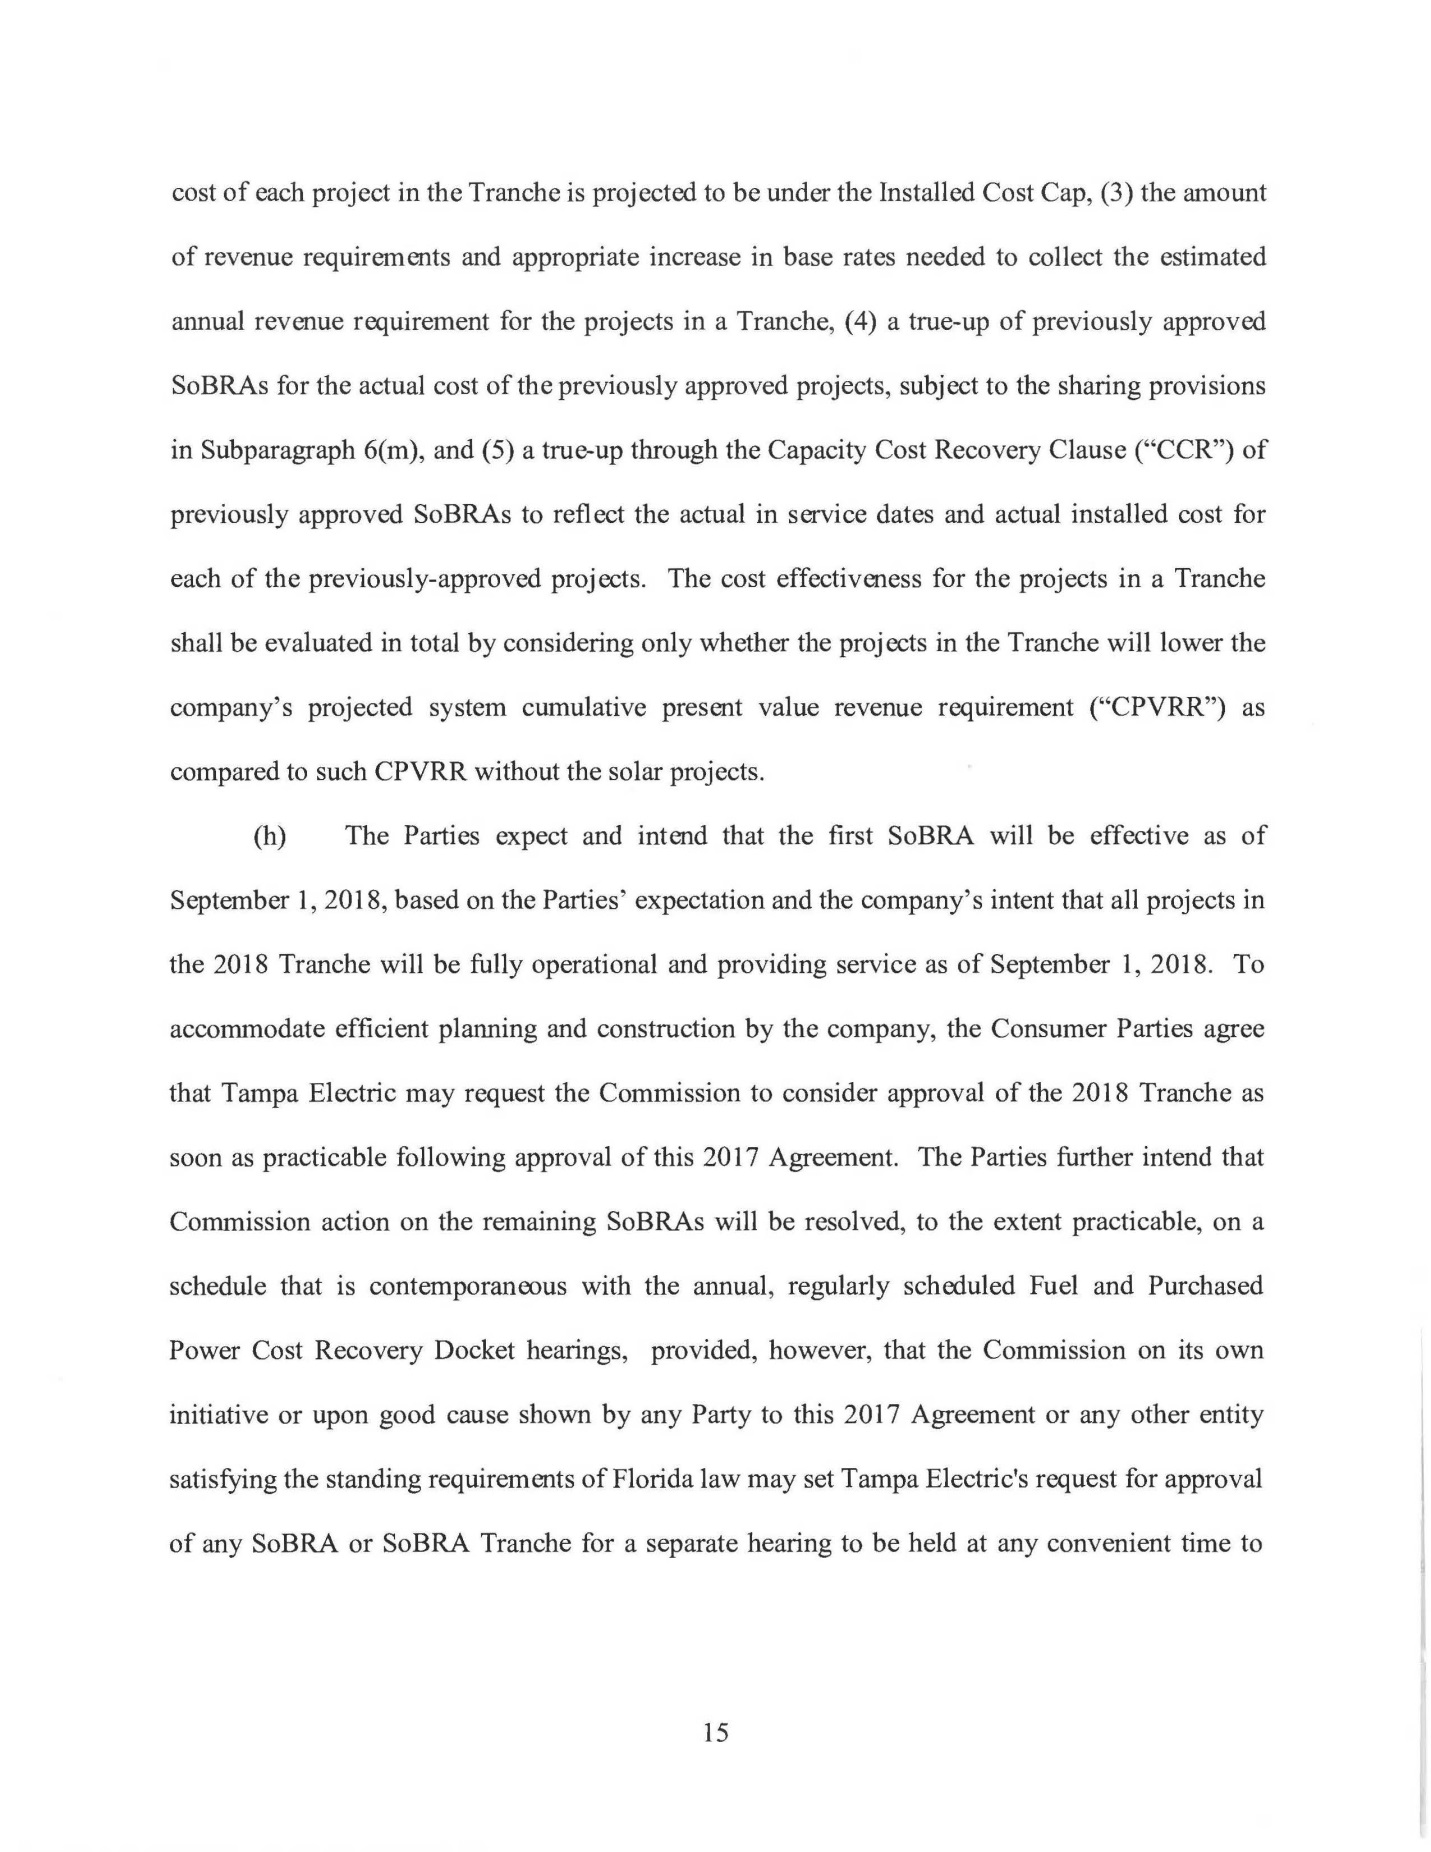 cost of each project in the Tranche is projected to be under the Installed Cost Cap, (3) the amount
of revenue requirements and appropriate increase in base rates needed to collect the estimated
annual revenue requirement for the projects in a Tranche, (4) a true-up of previously approved
SoBRAs for the actual cost of the previously approved projects, subject to the sharing provisions
in Subparagraph 6(m), and (5) a true-up through the Capacity Cost Recovery Clause (“CCR”) of
previously approved SoBRAs to reflect the actual in service dates and actual installed cost for
each of the previously-approved projects. The cost effectiveness for the projects in a Tranche
shall be evaluated in total by considering only whether the projects in the Tranche will lower the
company’s projected system cumulative present value revenue requirement (“CPVRR”) as
compared to such CPVRR without the solar projects.
(h) The Parties expect and intend that the first SoBRA will be effective as of
September 1, 2018, based on the Parties’ expectation and the company’s intent that all projects in
the 2018 Tranche will be fully operational and providing service as of September 1, 2018. To
accommodate efficient planning and construction by the company, the Consumer Parties agree
that Tampa Electric may request the Commission to consider approval of the 2018 Tranche as
soon as practicable following approval of this 2017 Agreement. The Parties further intend that
Commission action on the remaining SoBRAs will be resolved, to the extent practicable, on a
schedule that is contemporaneous with the annual, regularly scheduled Fuel and Purchased
Power Cost Recovery Docket hearings, provided, however, that the Commission on its own
initiative or upon good cause shown by any Party to this 2017 Agreement or any other entity
satisfying the standing requirements of Florida law may set Tampa Electric's request for approval
of any SoBRA or SoBRA Tranche for a separate hearing to be held at any convenient time to
15